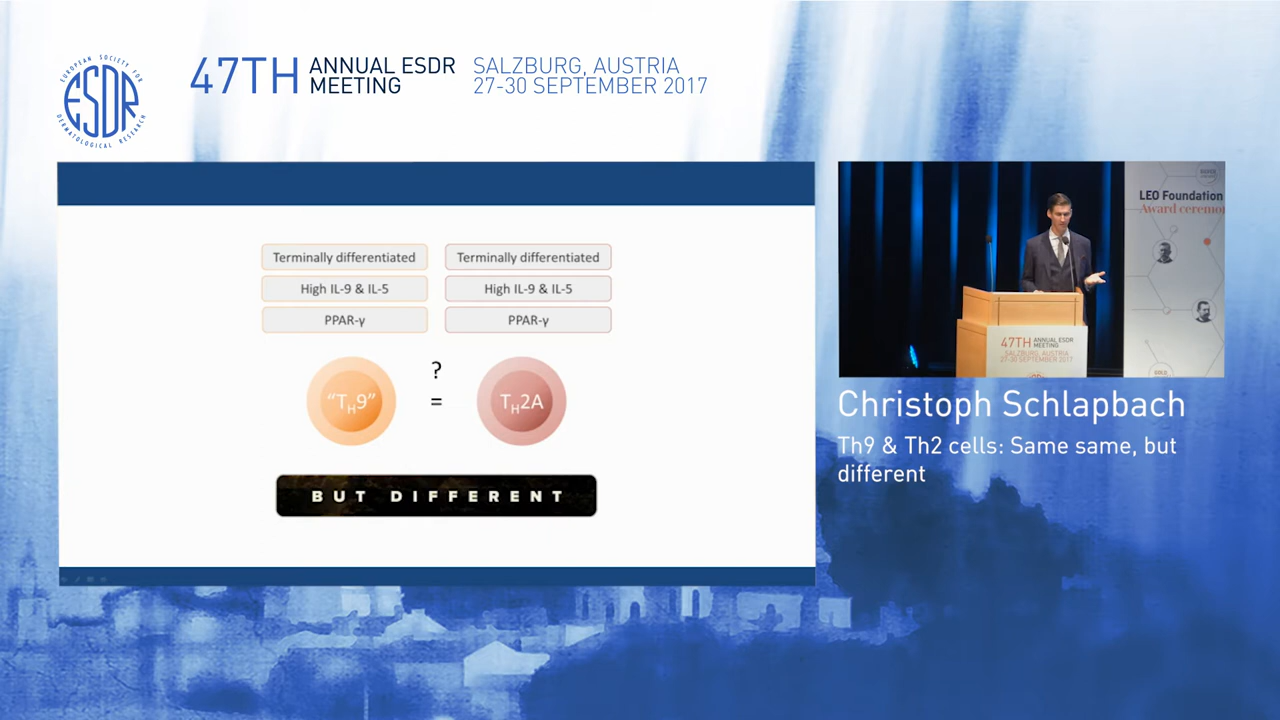 EUROPEAN SOCIETY FOR
ESDR
DERMATOLOGICAL RESEARCH
47TH ANNUAL ESDR MEETING
SALZBURG, AUSTRIA
27-30 SEPTEMBER 2017
Terminally differentiated
Terminally differentiated
High IL-9 & IL-5
High IL-9 & IL-5
PPAR-γ
PPAR-γ
?
“TH9” = TH2A
BUT DIFFERENT
LEO Foundation
Award ceremo
47TH ANNUAL ESDR MEETING
SALZBURG, AUSTRIA
27-30 SEPTEMBER 2017
GOLD
Christoph Schlapbach
Th9 & Th2 cells: Same same, but
different